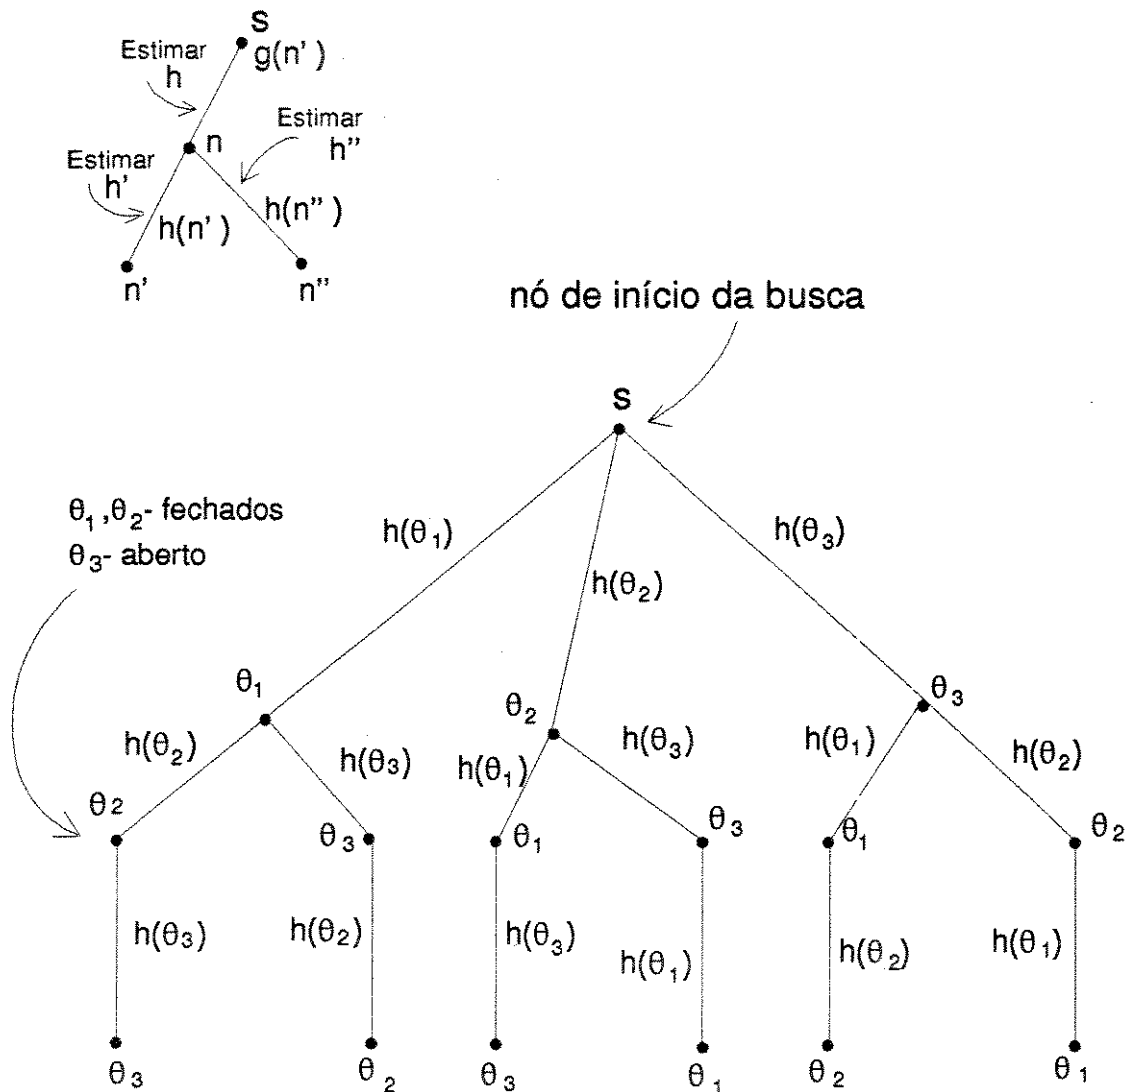 S
Estimar
h
g(n')
n
Estimar
h''
Estimar
h'
h(n')
h(n'')
n'
n''
nó de início da busca
S
θ1,θ2- fechados
θ3- aberto
h(θ1)
h(θ2)
h(θ3)
θ1
θ2
θ3
h(θ2)
h(θ3)
h(θ1)
h(θ3)
h(θ1)
h(θ2)
θ2
θ3
θ1
θ3
θ1
θ2
h(θ3)
h(θ2)
h(θ3)
h(θ1)
h(θ2)
h(θ1)
θ3
θ2
θ3
θ1
θ2
θ1